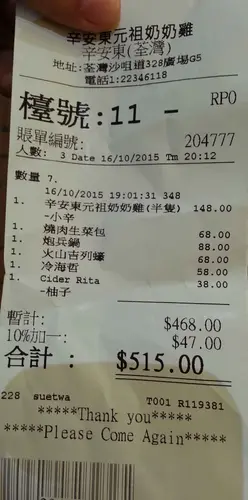 辛安東元祖奶奶雞
辛安東(荃灣)
地址:荃灣沙咀道328廣場G5
電話1:22346118
RPO
檯號:11 -
賬單編號: 204777
人數: 3 Date 16/10/2015 Tm 20:12
數量 7.
16/10/2015 19:01:31 348
1. 辛安東元祖奶奶雞(半隻) 148.00
-小辛
1. 燒肉生菜包 68.00
1. 炮兵鍋 88.00
1. 火山吉列蠔 68.00
1. 冷海哲 58.00
1. Cider Rita 38.00
-柚子
暫計: $468.00
10%加一: $47.00
合計 : $515.00
228 suetwa T001 R119381
*****Thank you*****
*****Please Come Again*****